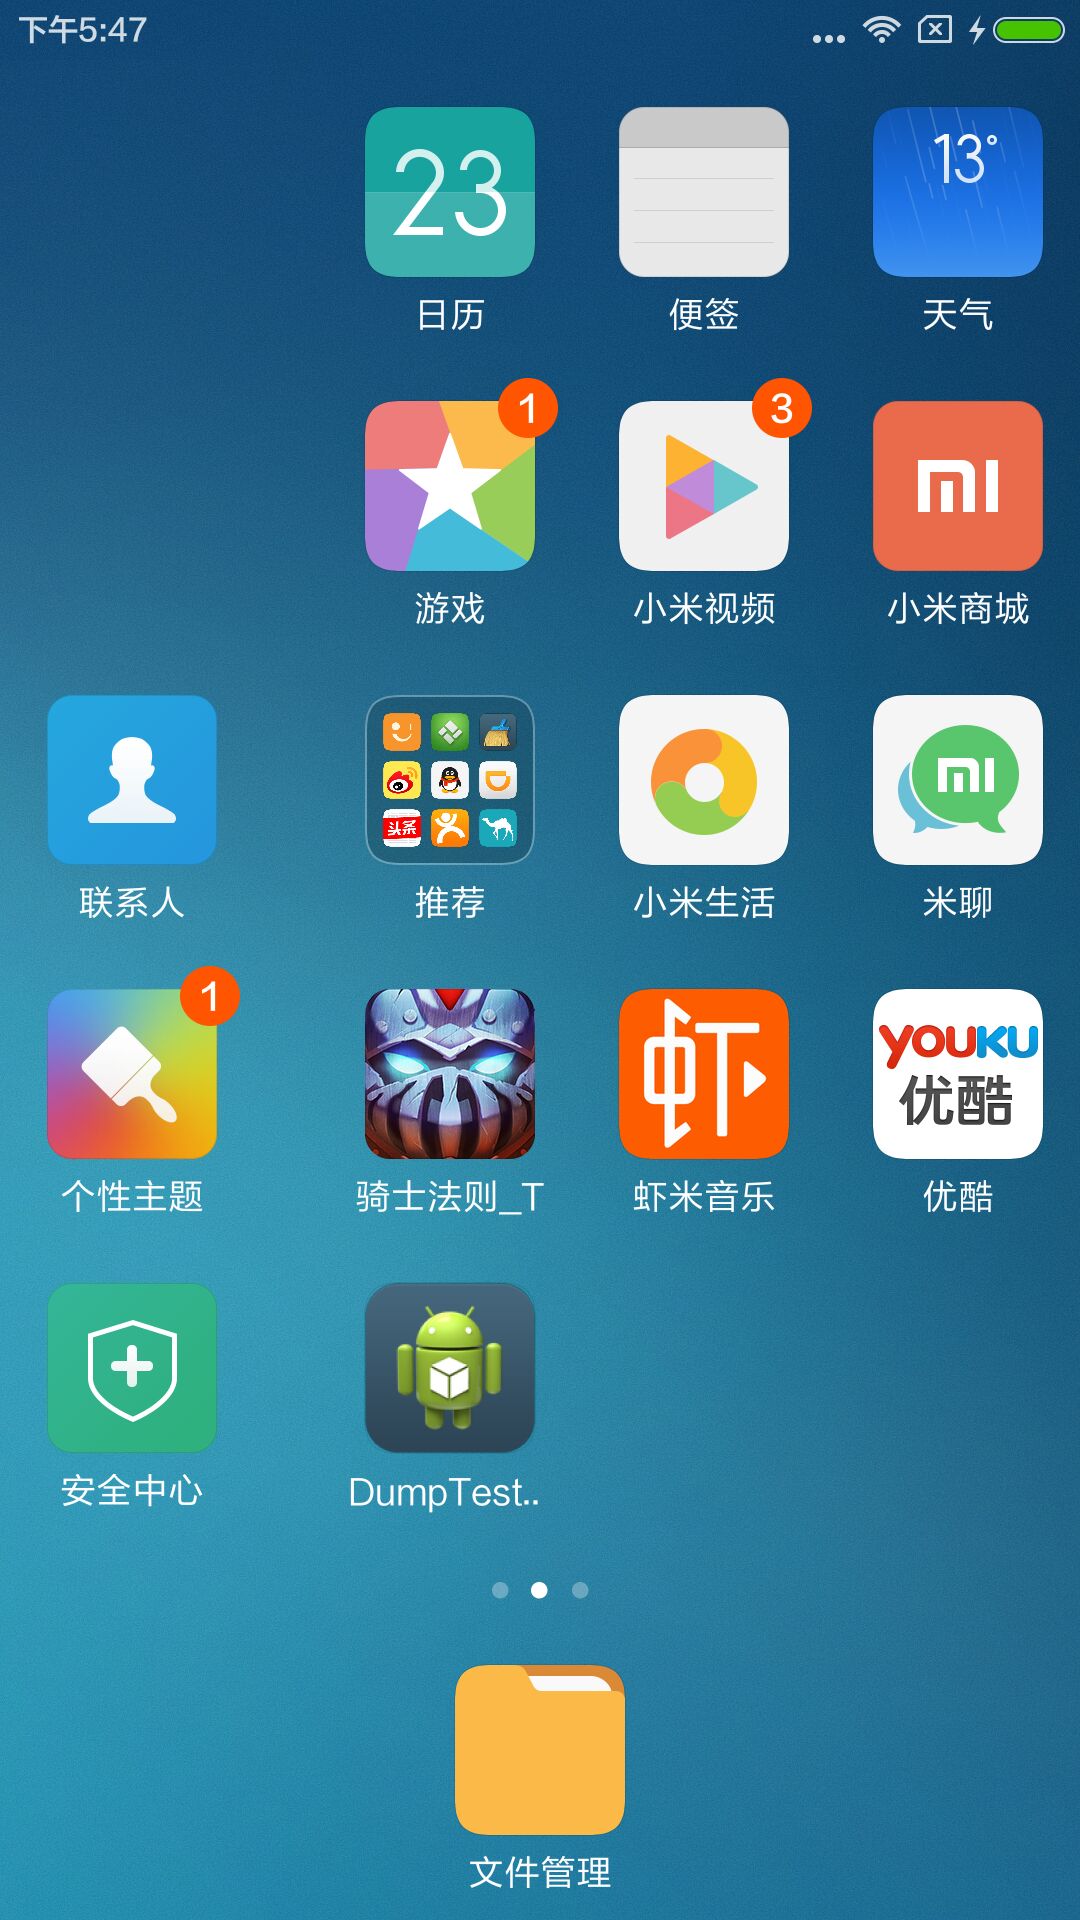 下午5:47
23
13°
日历
便签
天气
1
3
mi
游戏
小米视频
小米商城
头条
mi
联系人
推荐
小米生活
米聊
1
虾
YOUKU
优酷
个性主题
骑士法则_T
虾米音乐
优酷
安全中心
DumpTest..
文件管理